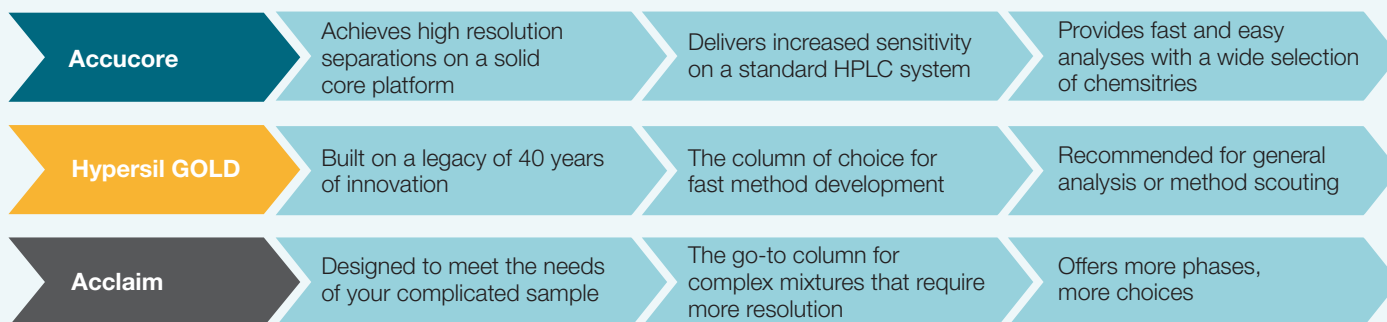 Accucore
Achieves high resolution
separations on a solid
core platform
Delivers increased sensitivity
on a standard HPLC system
Provides fast and easy
analyses with a wide selection
of chemsitries
Hypersil GOLD
Built on a legacy of 40 years
of innovation
The column of choice for
fast method development
Recommended for general
analysis or method scouting
Acclaim
Designed to meet the needs
of your complicated sample
The go-to column for
complex mixtures that require
more resolution
Offers more phases,
more choices